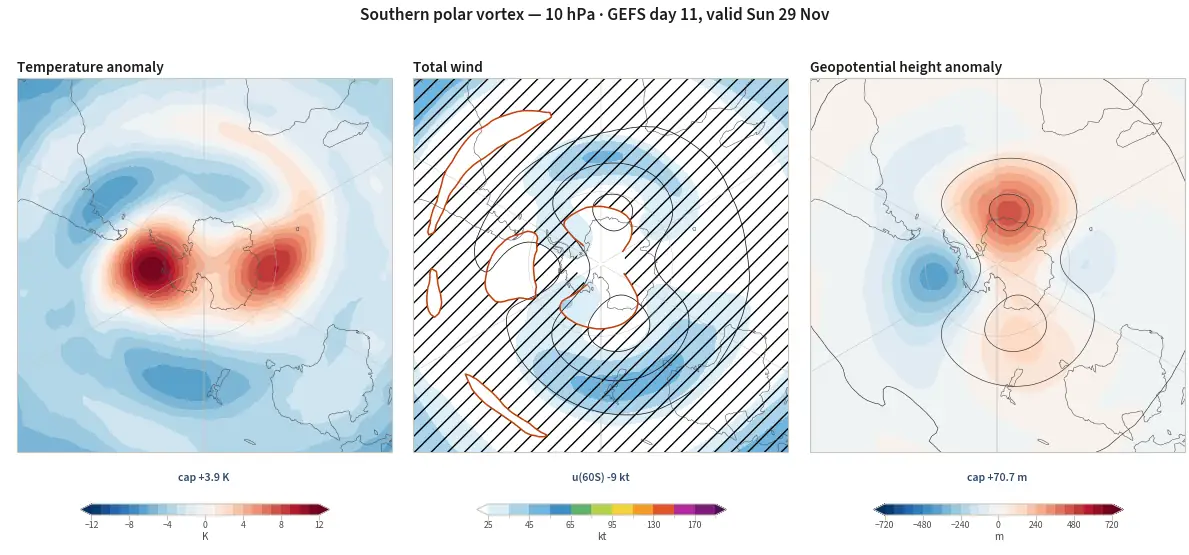 Southern polar vortex — 10 hPa · GEFS day 11, valid Sun 29 Nov
Temperature anomaly
Total wind
Geopotential height anomaly
cap +3.9 K
u(60S) -9 kt
cap +70.7 m
−12 −8 −4 0 4 8 12
K
25 45 65 95 130 170
kt
−720 −480 −240 0 240 480 720
m